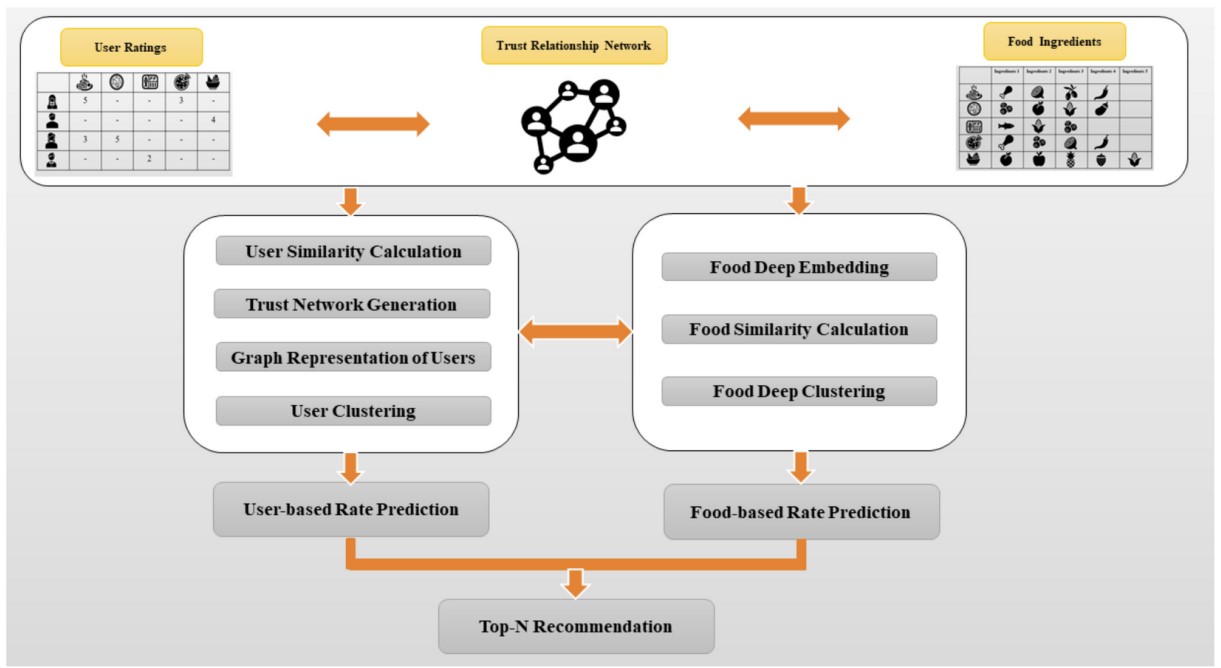 User Ratings
Trust Relationship Network
Food Ingredients
5 - - 3 -
- - - - 4
3 5 - - -
- - 2 - -
Ingredients 1 Ingredients 2 Ingredients 3 Ingredients 4 Ingredients 5
User Similarity Calculation
Trust Network Generation
Graph Representation of Users
User Clustering
Food Deep Embedding
Food Similarity Calculation
Food Deep Clustering
User-based Rate Prediction
Food-based Rate Prediction
Top-N Recommendation